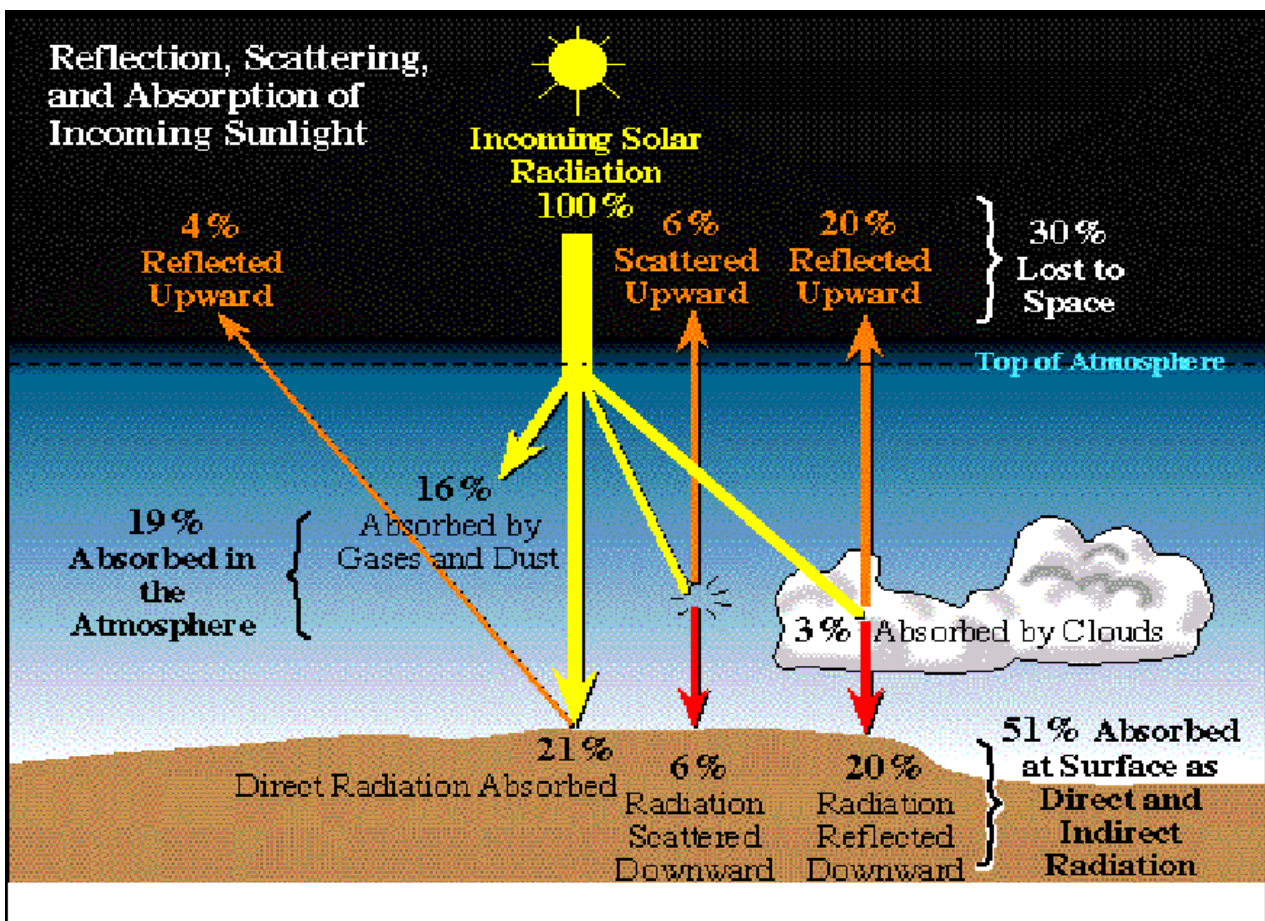 Reflection, Scattering,
and Absorption of
Incoming Sunlight
Incoming Solar
Radiation
100%
4%
Reflected
Upward
6%
Scattered
Upward
20%
Reflected
Upward
30%
Lost to
Space
Top of Atmosphere
16%
Absorbed by
Gases and Dust
19%
Absorbed in
the
Atmosphere
3% Absorbed by Clouds
21%
Direct Radiation Absorbed
6%
Radiation
Scattered
Downward
20%
Radiation
Reflected
Downward
51% Absorbed
at Surface as
Direct and
Indirect
Radiation